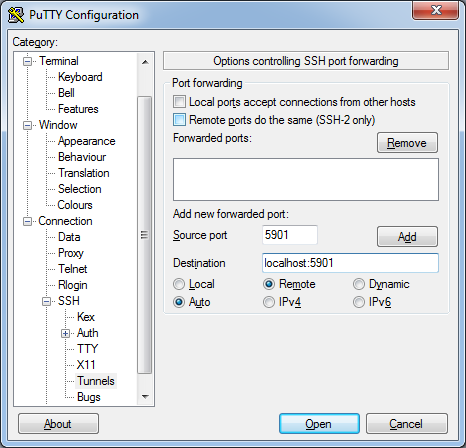 PuTTY Configuration
Category:
Terminal
Keyboard
Bell
Features
Window
Appearance
Behaviour
Translation
Selection
Colours
Connection
Data
Proxy
Telnet
Rlogin
SSH
Kex
Auth
TTY
X11
Tunnels
Bugs
Options controlling SSH port forwarding
Port forwarding
Local ports accept connections from other hosts
Remote ports do the same (SSH-2 only)
Forwarded ports:
Remove
Add new forwarded port:
Source port 5901 Add
Destination localhost:5901
Local Remote Dynamic
Auto IPv4 IPv6
About Open Cancel